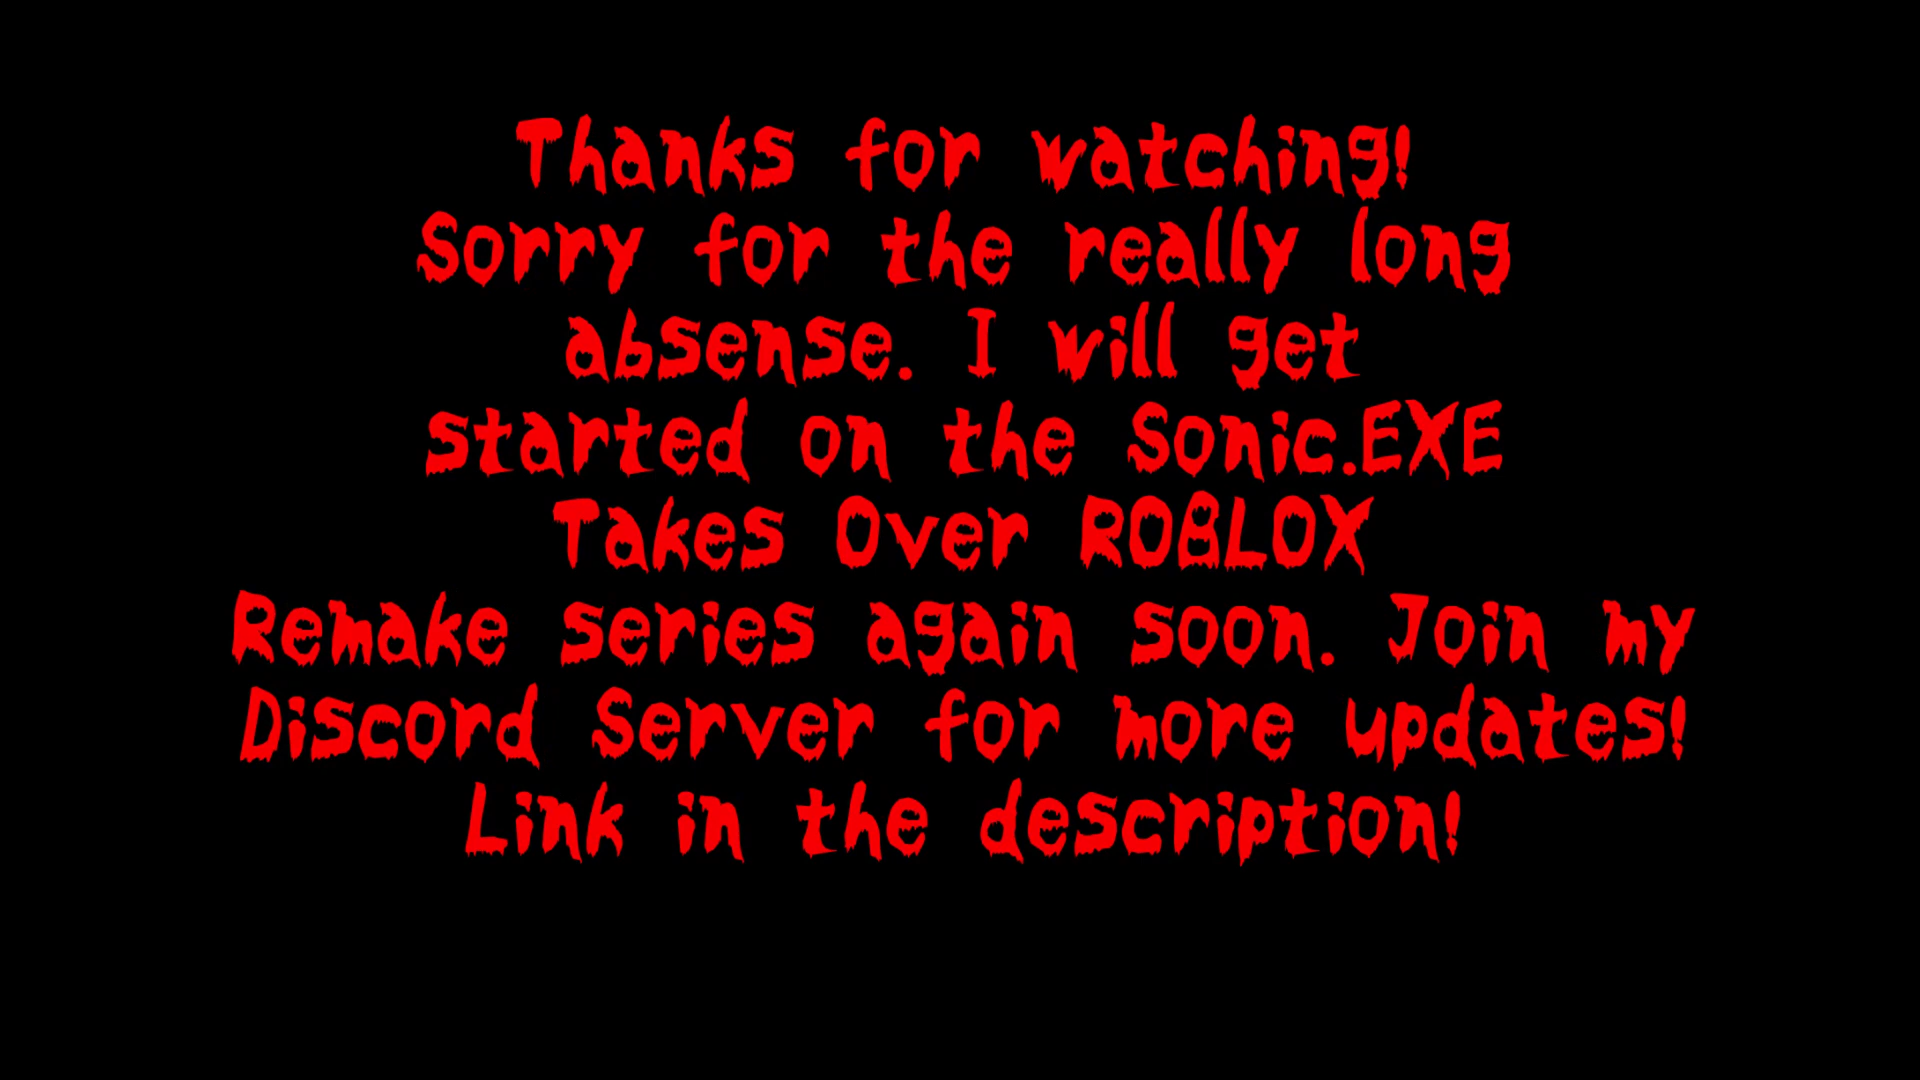 Thanks for watching!
Sorry for the really long
absense. I will get
started on the Sonic.EXE
Takes Over ROBLOX
Remake series again soon. Join my
Discord Server for more updates!
Link in the description!